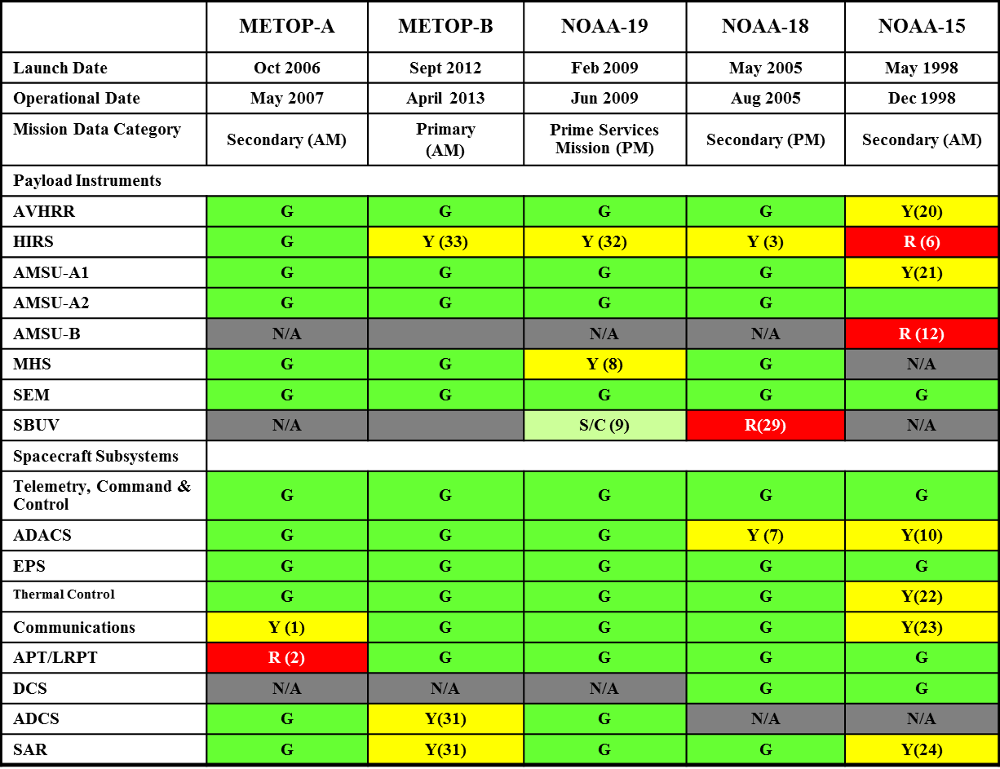 METOP-A METOP-B NOAA-19 NOAA-18 NOAA-15
Launch Date Oct 2006 Sept 2012 Feb 2009 May 2005 May 1998
Operational Date May 2007 April 2013 Jun 2009 Aug 2005 Dec 1998
Mission Data Category Secondary (AM) Primary (AM) Prime Services Mission (PM) Secondary (PM) Secondary (AM)
Payload Instruments
AVHRR G G G G Y(20)
HIRS G Y (33) Y (32) Y (3) R (6)
AMSU-A1 G G G G Y(21)
AMSU-A2 G G G G
AMSU-B N/A N/A N/A R (12)
MHS G G Y (8) G N/A
SEM G G G G G
SBUV N/A S/C (9) R(29) N/A
Spacecraft Subsystems
Telemetry, Command & Control G G G G G
ADACS G G G Y (7) Y(10)
EPS G G G G G
Thermal Control G G G G Y(22)
Communications Y (1) G G G Y(23)
APT/LRPT R (2) G G G G
DCS N/A N/A N/A G G
ADCS G Y(31) G N/A N/A
SAR G Y(31) G G Y(24)